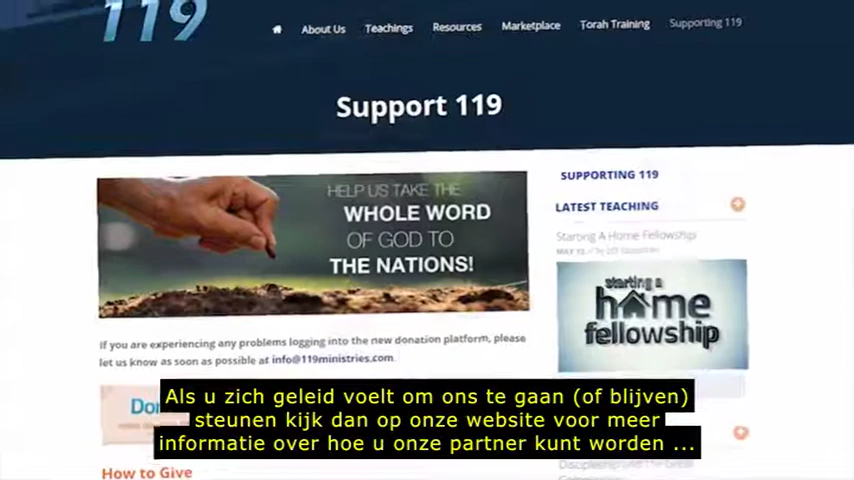 119
About Us Teachings Resources Marketplace Torah Training Supporting 119
Support 119
HELP US TAKE THE
WHOLE WORD
OF GOD TO
THE NATIONS!
If you are experiencing any problems logging into the new donation platform, please
let us know as soon as possible at info@119ministries.com.
How to Give
SUPPORTING 119
LATEST TEACHING
Starting A Home Fellowship
starting a
home
fellowship
Als u zich geleid voelt om ons te gaan (of blijven)
steunen kijk dan op onze website voor meer
informatie over hoe u onze partner kunt worden ...